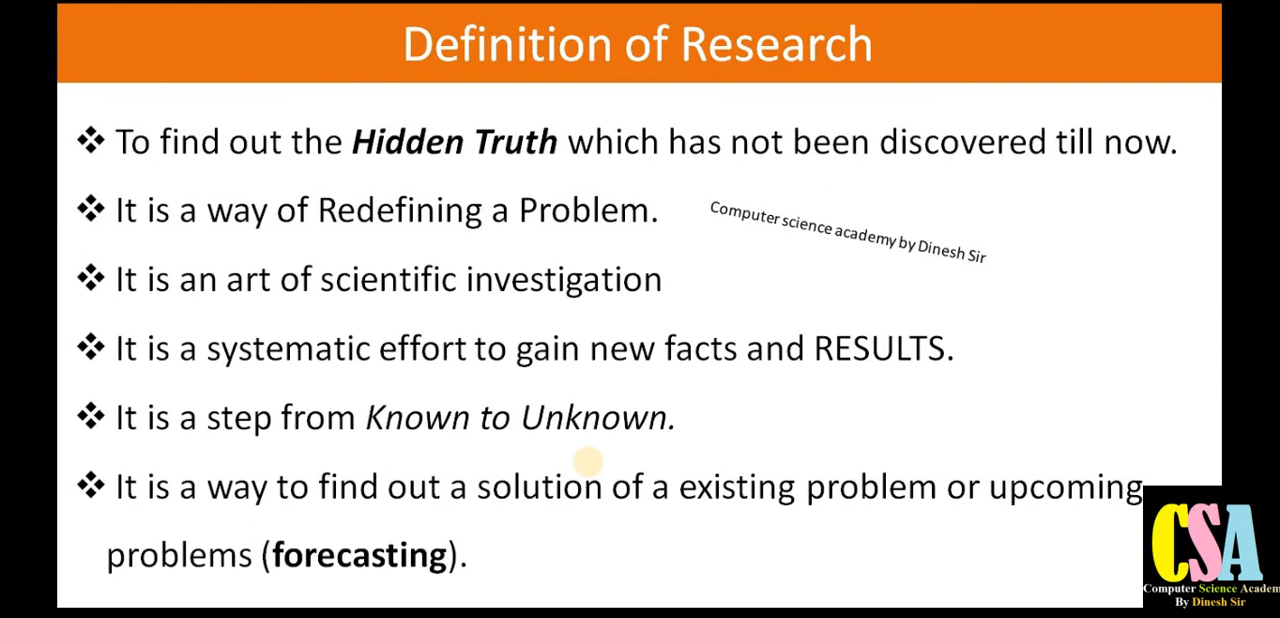 Definition of Research
❖ To find out the Hidden Truth which has not been discovered till now.
❖ It is a way of Redefining a Problem.
Computer science academy by Dinesh Sir
❖ It is an art of scientific investigation
❖ It is a systematic effort to gain new facts and RESULTS.
❖ It is a step from Known to Unknown.
❖ It is a way to find out a solution of a existing problem or upcoming
problems (forecasting).
CSA
Computer Science Academ
By Dinesh Sir